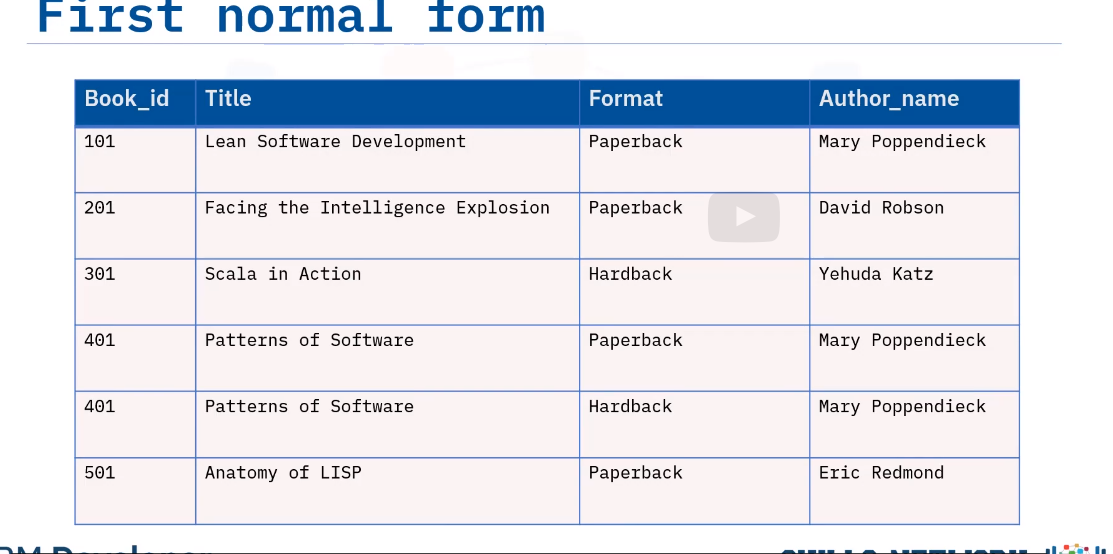 First normal form
Book_id Title Format Author_name
101 Lean Software Development Paperback Mary Poppendieck
201 Facing the Intelligence Explosion Paperback David Robson
301 Scala in Action Hardback Yehuda Katz
401 Patterns of Software Paperback Mary Poppendieck
401 Patterns of Software Hardback Mary Poppendieck
501 Anatomy of LISP Paperback Eric Redmond